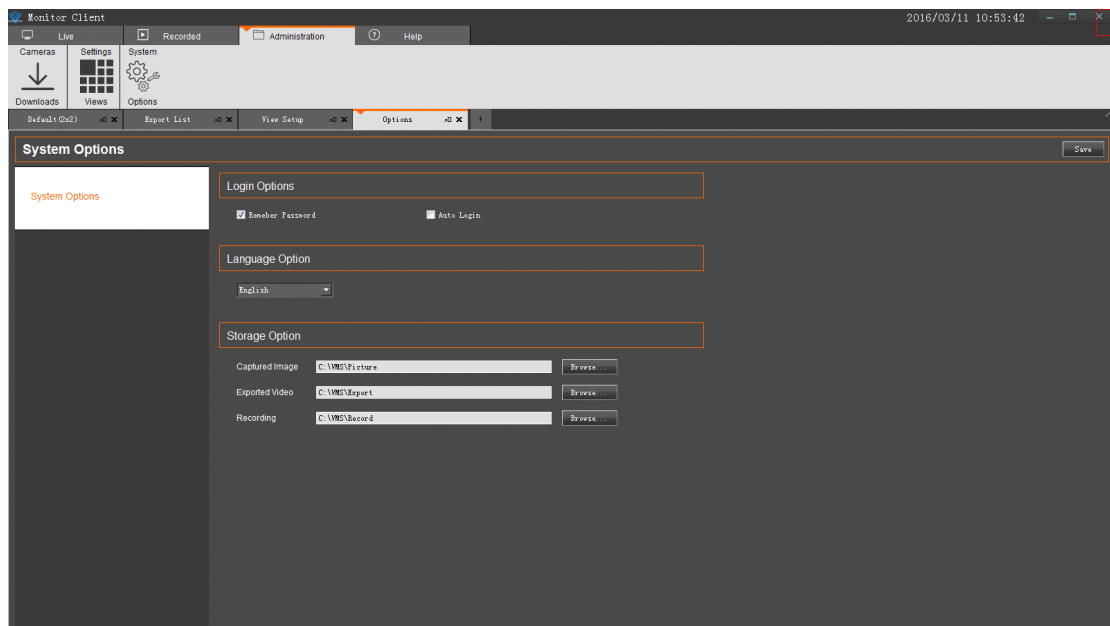 Monitor Client 2016/03/11 10:53:42
Live Recorded Administration Help
Cameras Settings System
Downloads Views Options
Default(2x2) Export List View Setup Options +
System Options Save
System Options
Login Options
Remeber Password Auto Login
Language Option
English
Storage Option
Captured Image C:\VMS\Picture Browse...
Exported Video C:\VMS\Export Browse...
Recording C:\VMS\Record Browse...